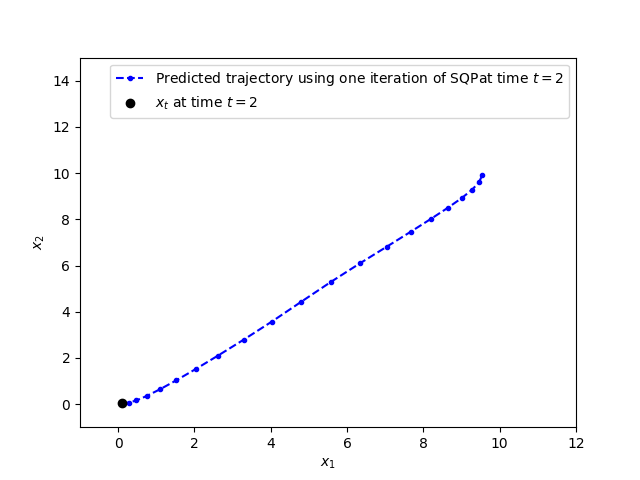 Predicted trajectory using one iteration of SQPat time t = 2
x_t at time t = 2
14
12
10
8
6
4
2
0
x_2
0 2 4 6 8 10 12
x_1